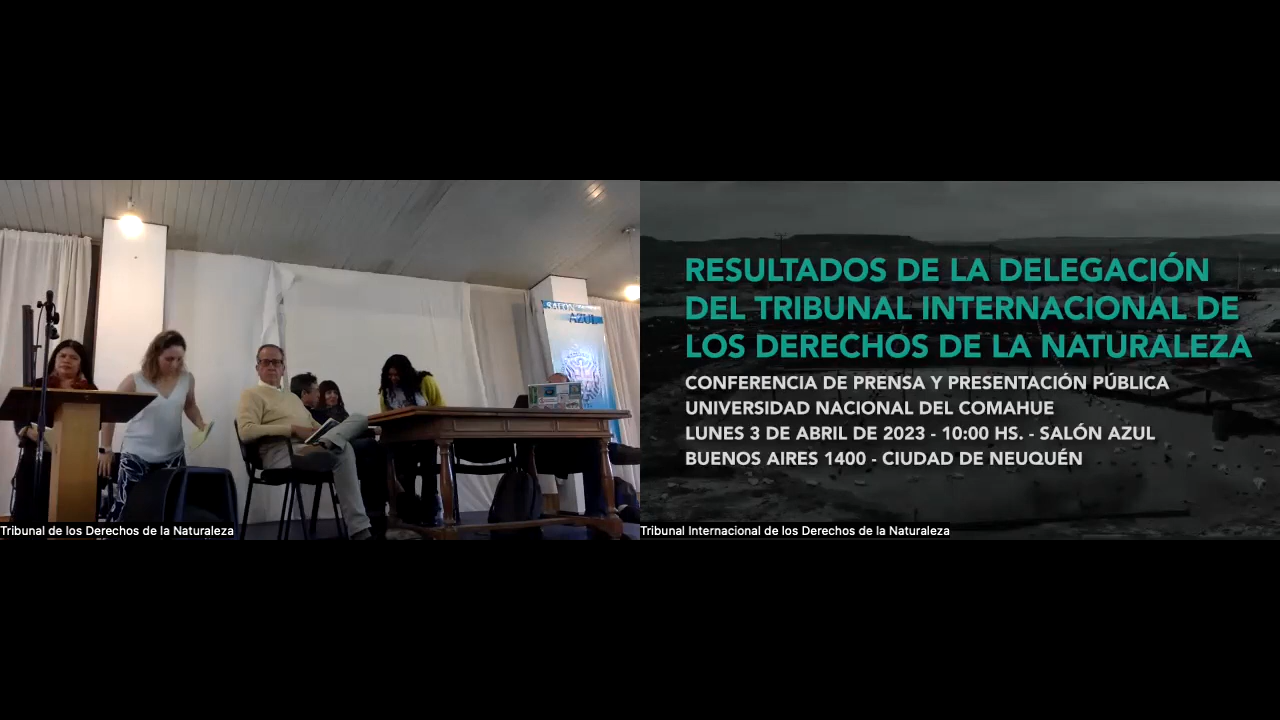 SALÓN
AZUL
Tribunal de los Derechos de la Naturaleza
RESULTADOS DE LA DELEGACIÓN
DEL TRIBUNAL INTERNACIONAL DE
LOS DERECHOS DE LA NATURALEZA
CONFERENCIA DE PRENSA Y PRESENTACIÓN PÚBLICA
UNIVERSIDAD NACIONAL DEL COMAHUE
LUNES 3 DE ABRIL DE 2023 - 10:00 HS. - SALÓN AZUL
BUENOS AIRES 1400 - CIUDAD DE NEUQUÉN
Tribunal Internacional de los Derechos de la Naturaleza